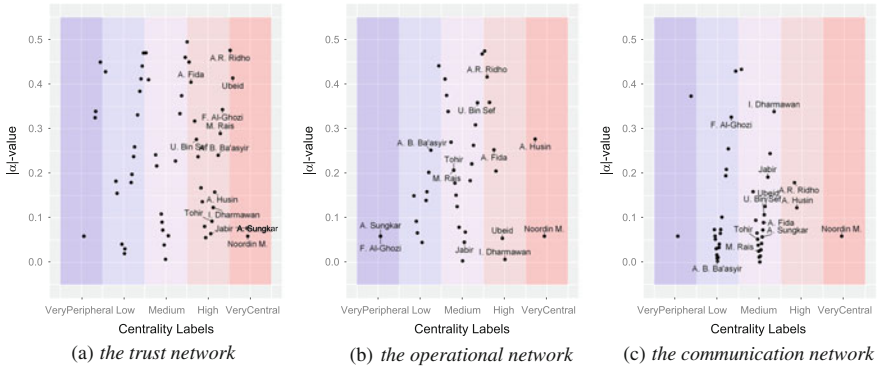 0.5
0.4
0.3
0.2
0.1
0.0
|α|-value
A.R. Ridho
A. Fida
Ubeid
F. Al-Ghozi
M. Rais
U. Bin Sef
A. B. Ba'asyir
A. Husin
Tohir
I. Dharmawan
Jabir
A. Sungkar
Noordin M.
VeryPeripheral Low Medium High VeryCentral
Centrality Labels
(a) the trust network
0.5
0.4
0.3
0.2
0.1
0.0
|α|-value
A.R. Ridho
U. Bin Sef
A. B. Ba'asyir
A. Husin
Tohir
A. Fida
M. Rais
A. Sungkar
F. Al-Ghozi
Ubeid
Noordin M.
Jabir
I. Dharmawan
VeryPeripheral Low Medium High VeryCentral
Centrality Labels
(b) the operational network
0.5
0.4
0.3
0.2
0.1
0.0
|α|-value
I. Dharmawan
F. Al-Ghozi
Jabir
Ubeid
A.R. Ridho
U. Bin Sef
A. Husin
A. Fida
Tohir
A. Sungkar
Noordin M.
M. Rais
A. B. Ba'asyir
VeryPeripheral Low Medium High VeryCentral
Centrality Labels
(c) the communication network